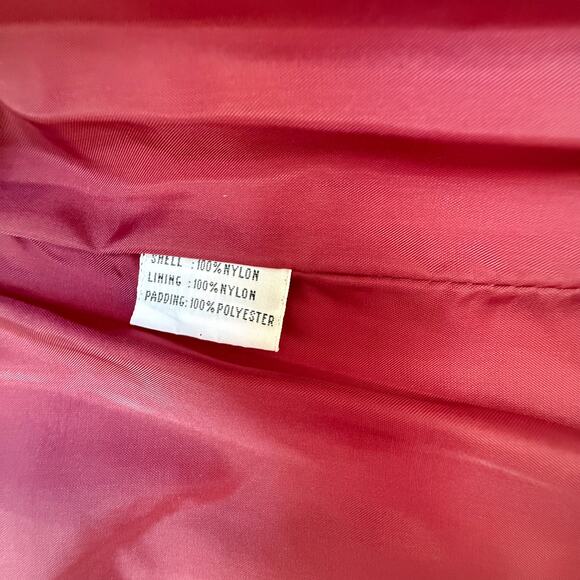 SHELL :100%NYLON
LINING :100%NYLON
PADDING:100%POLYESTER